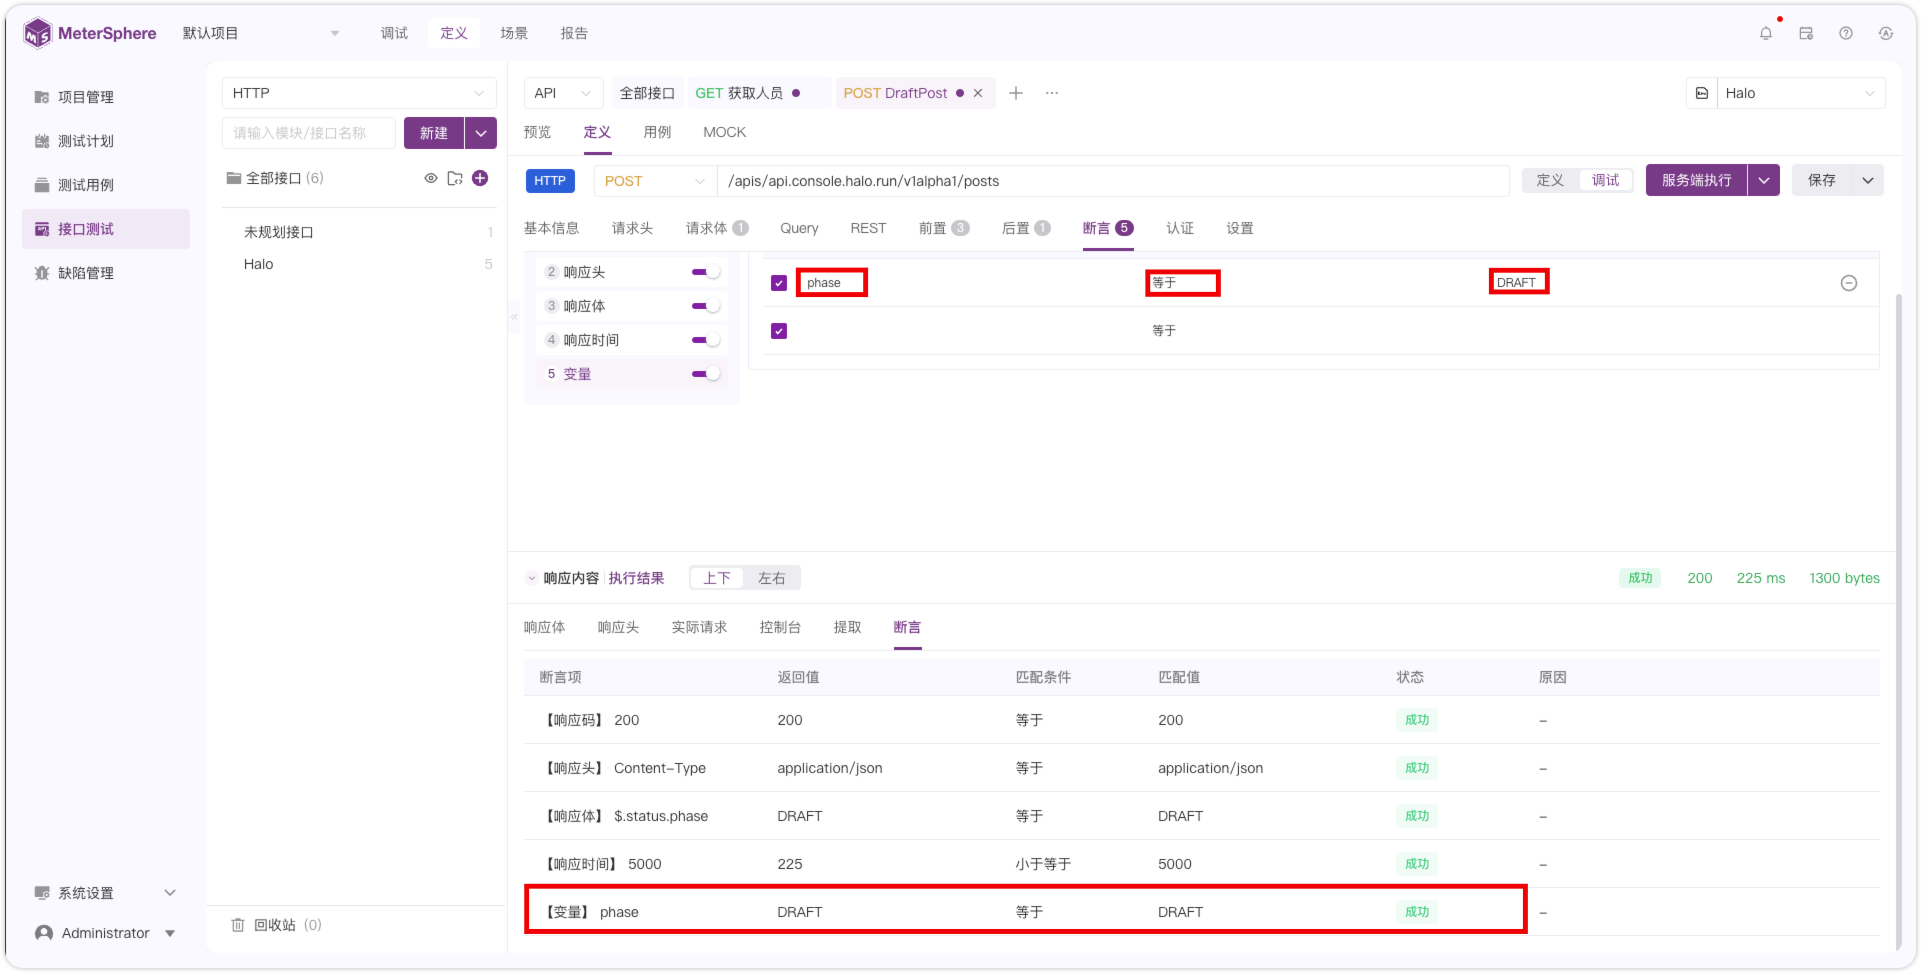 MeterSphere 默认项目 调试 定义 场景 报告
项目管理
测试计划
测试用例
接口测试
缺陷管理
系统设置
Administrator
HTTP
请输入模块/接口名称 新建
全部接口 (6)
未规划接口 1
Halo 5
回收站 (0)
API 全部接口 GET 获取人员 POST DraftPost Halo
预览 定义 用例 MOCK
HTTP POST /apis/api.console.halo.run/v1alpha1/posts 定义 调试 服务端执行 保存
基本信息 请求头 请求体 1 Query REST 前置 3 后置 1 断言 5 认证 设置
2 响应头
3 响应体
4 响应时间
5 变量
phase 等于 DRAFT
等于
响应内容 执行结果 上下 左右 成功 200 225 ms 1300 bytes
响应体 响应头 实际请求 控制台 提取 断言
断言项 返回值 匹配条件 匹配值 状态 原因
【响应码】 200 200 等于 200 成功 –
【响应头】 Content-Type application/json 等于 application/json 成功 –
【响应体】 $.status.phase DRAFT 等于 DRAFT 成功 –
【响应时间】 5000 225 小于等于 5000 成功 –
【变量】 phase DRAFT 等于 DRAFT 成功 –